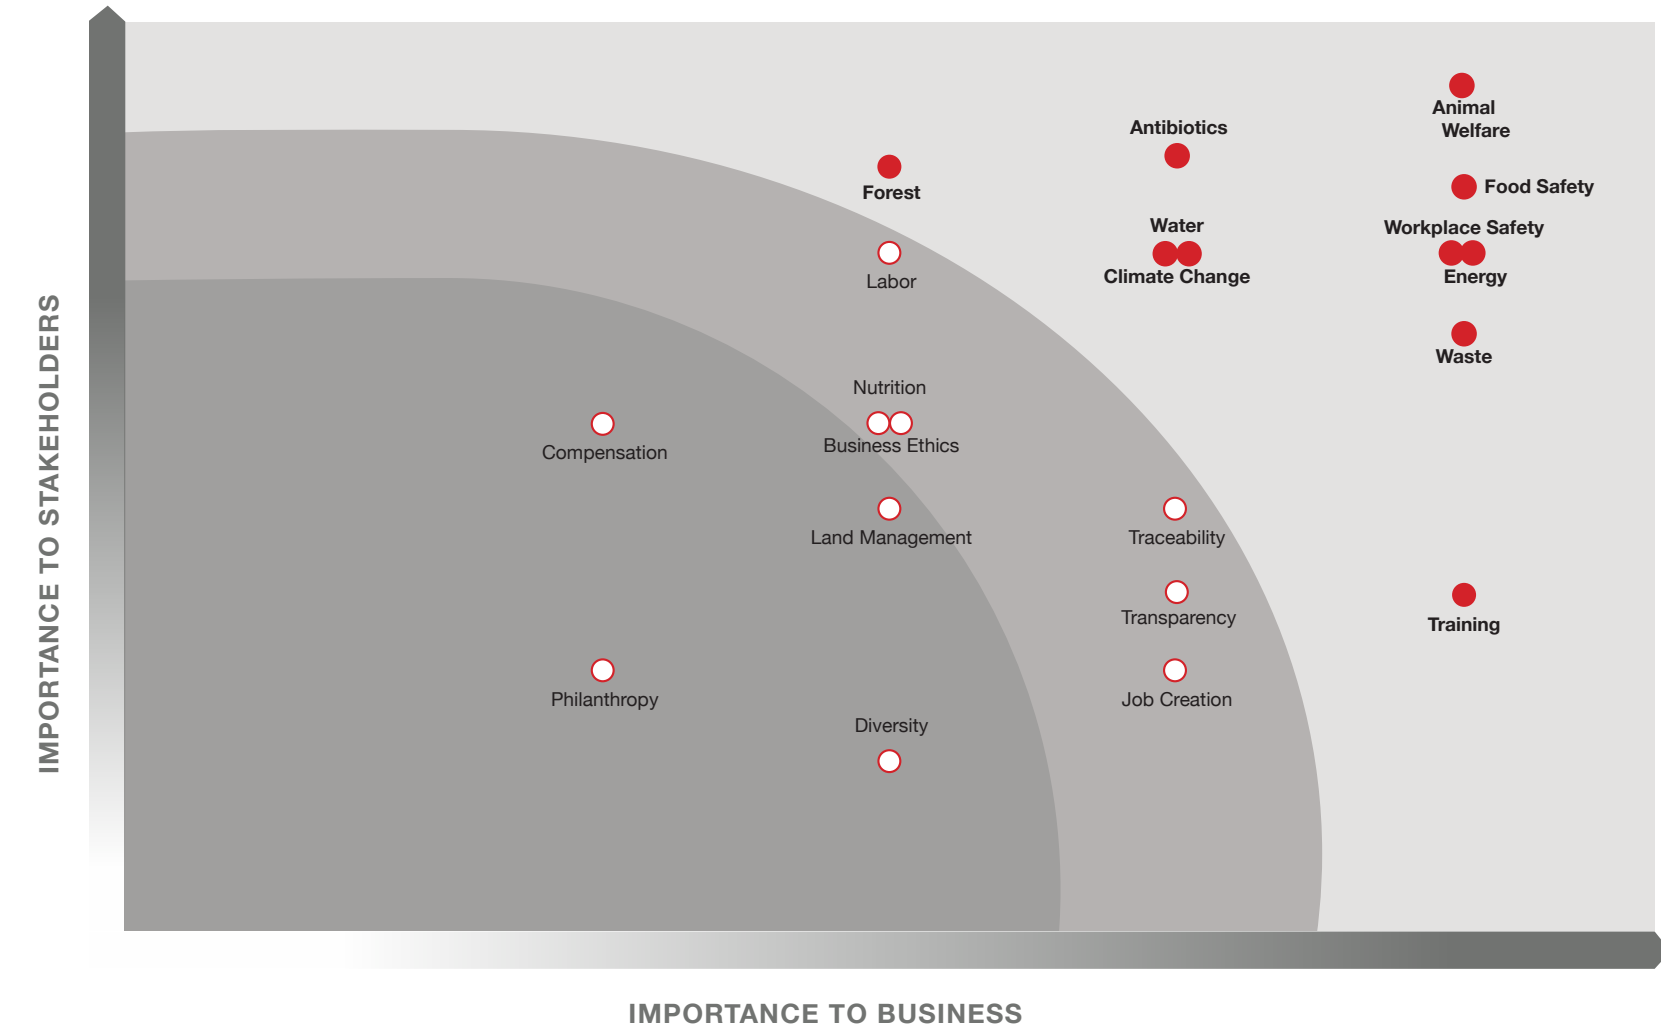 Animal
Welfare
Antibiotics
Food Safety
Forest
Water
Workplace Safety
Climate Change
Energy
Labor
Waste
Nutrition
Business Ethics
Compensation
Land Management
Traceability
Transparency
Training
Philanthropy
Job Creation
Diversity
IMPORTANCE TO STAKEHOLDERS
IMPORTANCE TO BUSINESS